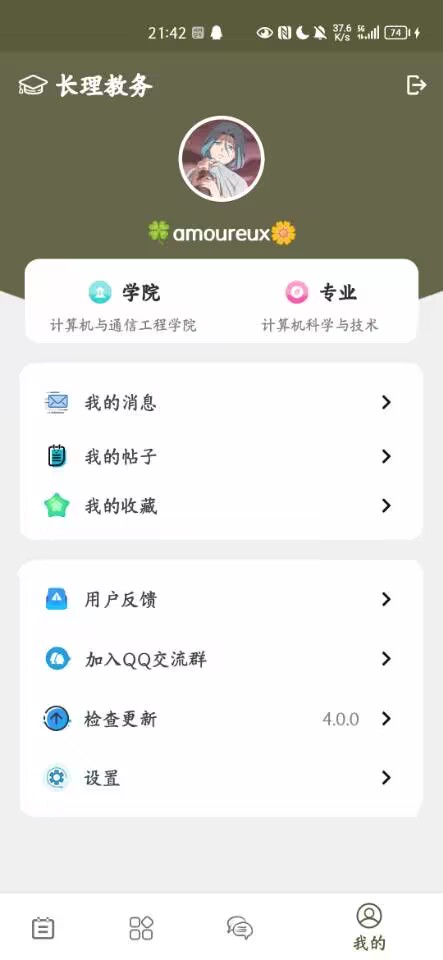 21:42 37.6 K/s 5G 74
长理教务
🍀amoureux🌼
学院 专业
计算机与通信工程学院 计算机科学与技术
我的消息
我的帖子
我的收藏
用户反馈
加入QQ交流群
检查更新 4.0.0
设置
我的